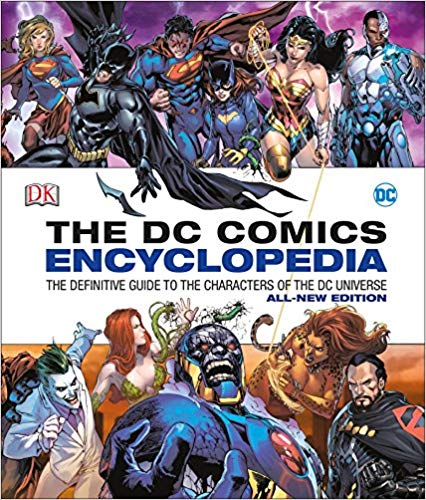 DK
DC
THE DC COMICS
ENCYCLOPEDIA
THE DEFINITIVE GUIDE TO THE CHARACTERS OF THE DC UNIVERSE
ALL-NEW EDITION